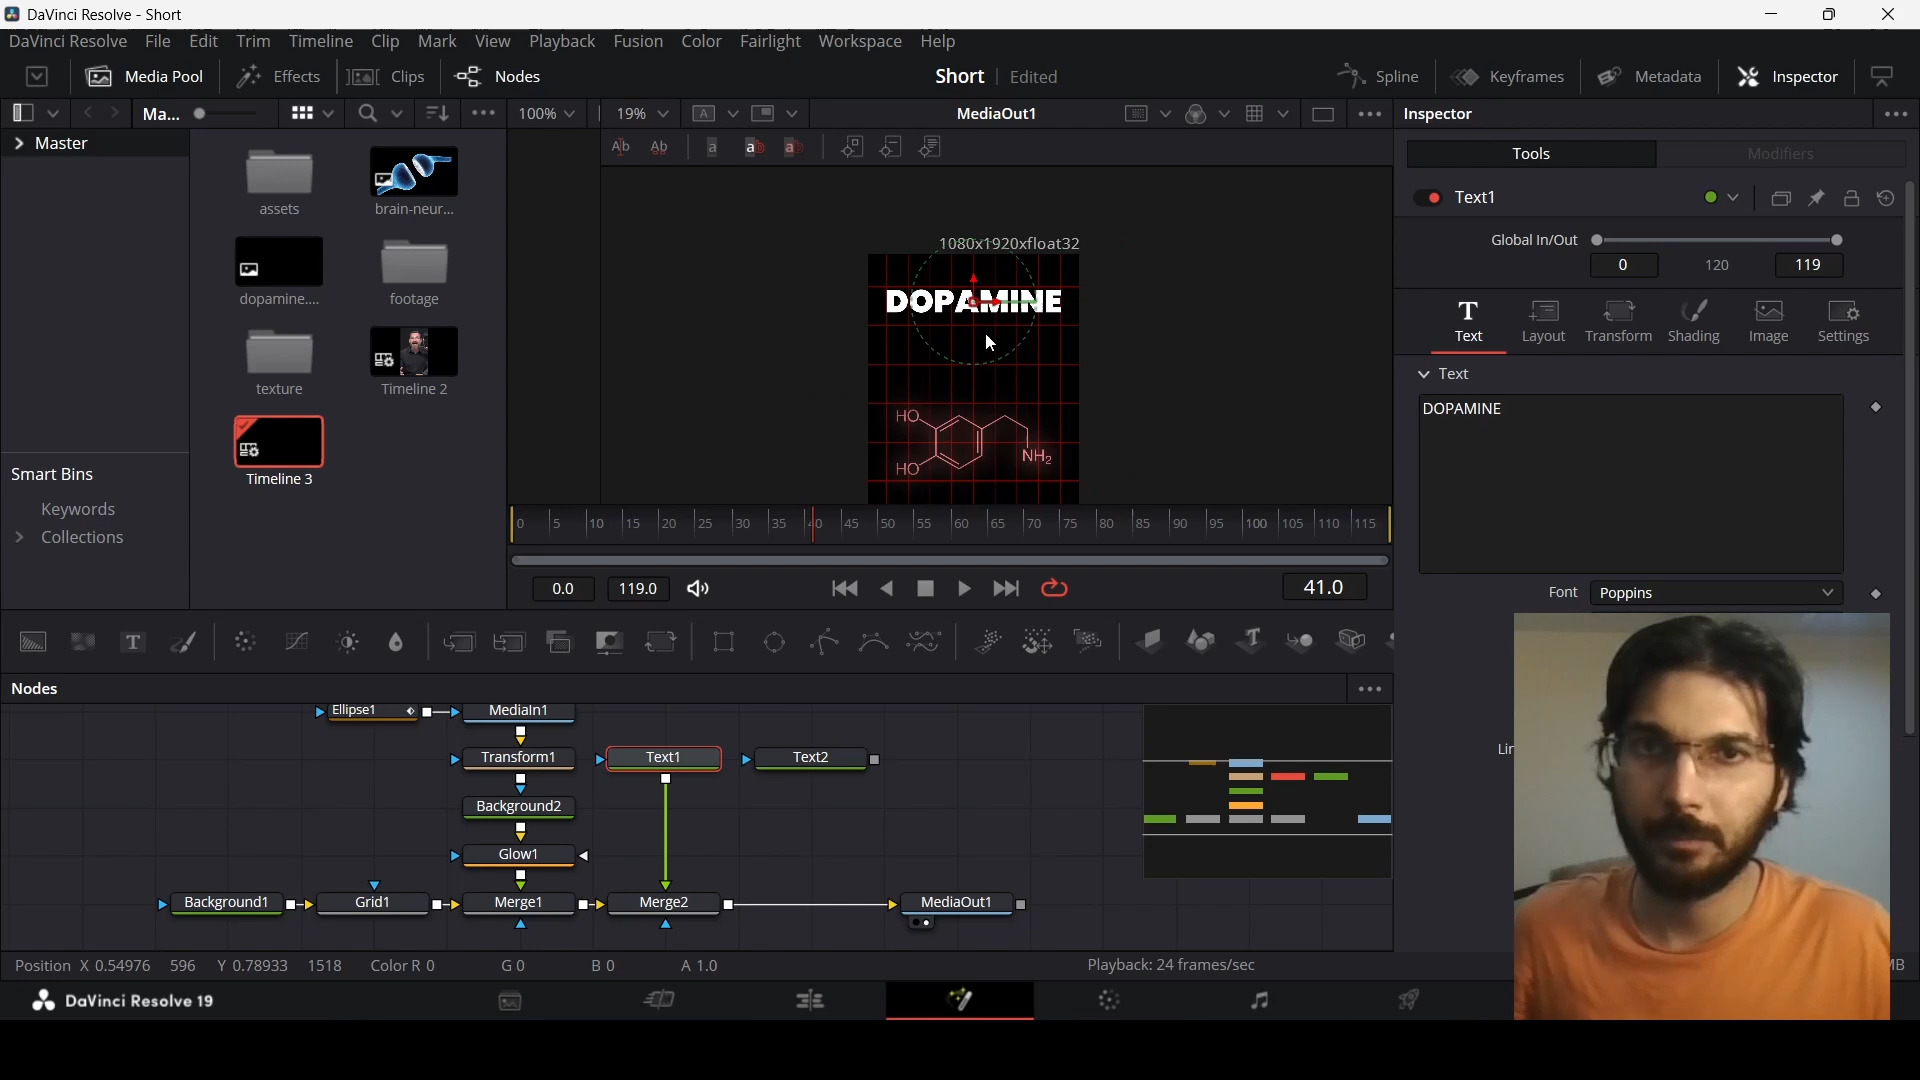 DaVinci Resolve - Short
DaVinci Resolve File Edit Trim Timeline Clip Mark View Playback Fusion Color Fairlight Workspace Help
Media Pool Effects Clips Nodes Short Edited Spline Keyframes Metadata Inspector
Ma... 100% 19% A MediaOut1 Inspector
Master
Ab Ab a ab ab
Tools Modifiers
Text1
assets brain-neur...
1080x1920xfloat32
Global In/Out
0 120 119
DOPAMINE
dopamine.... footage
Text Layout Transform Shading Image Settings
Text
texture Timeline 2
DOPAMINE
HO
NH2
HO
Smart Bins
Timeline 3
Keywords
Collections
0 5 10 15 20 25 30 35 40 45 50 55 60 65 70 75 80 85 90 95 100 105 110 115
0.0 119.0 41.0
Font Poppins
Nodes
Ellipse1 MediaIn1
Transform1 Text1 Text2
Background2
Glow1
Background1 Grid1 Merge1 Merge2 MediaOut1
Position X 0.54976 596 Y 0.78933 1518 Color R 0 G 0 B 0 A 1.0 Playback: 24 frames/sec
DaVinci Resolve 19